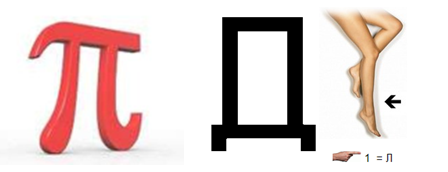 π Д
1 = Л